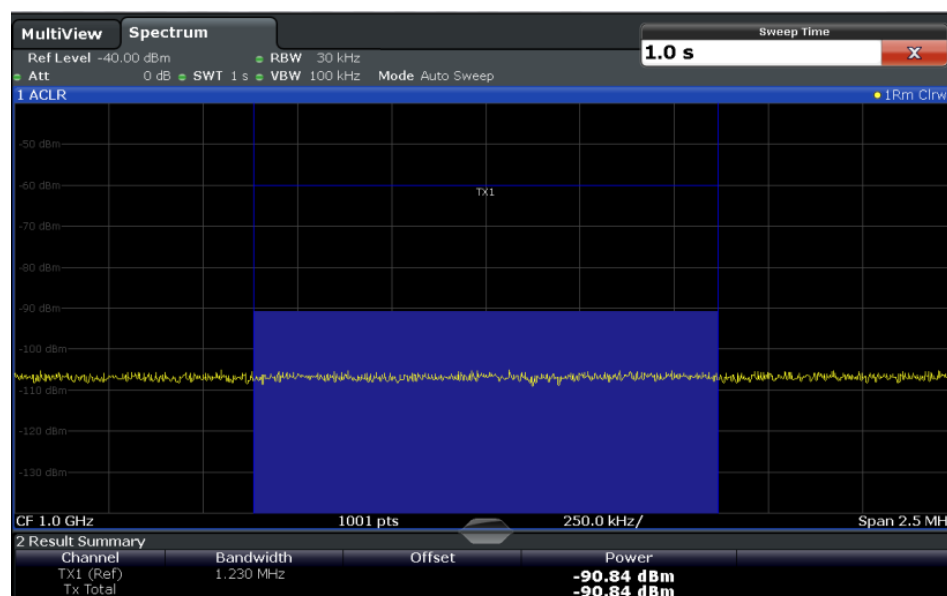 MultiView Spectrum
Sweep Time
1.0 s X
Ref Level -40.00 dBm RBW 30 kHz
Att 0 dB SWT 1 s VBW 100 kHz Mode Auto Sweep
1 ACLR 1Rm Clrw
-50 dBm
-60 dBm
TX1
-70 dBm
-80 dBm
-90 dBm
-100 dBm
-110 dBm
-120 dBm
-130 dBm
CF 1.0 GHz 1001 pts 250.0 kHz/ Span 2.5 MH
2 Result Summary
Channel Bandwidth Offset Power
TX1 (Ref) 1.230 MHz -90.84 dBm
Tx Total -90.84 dBm